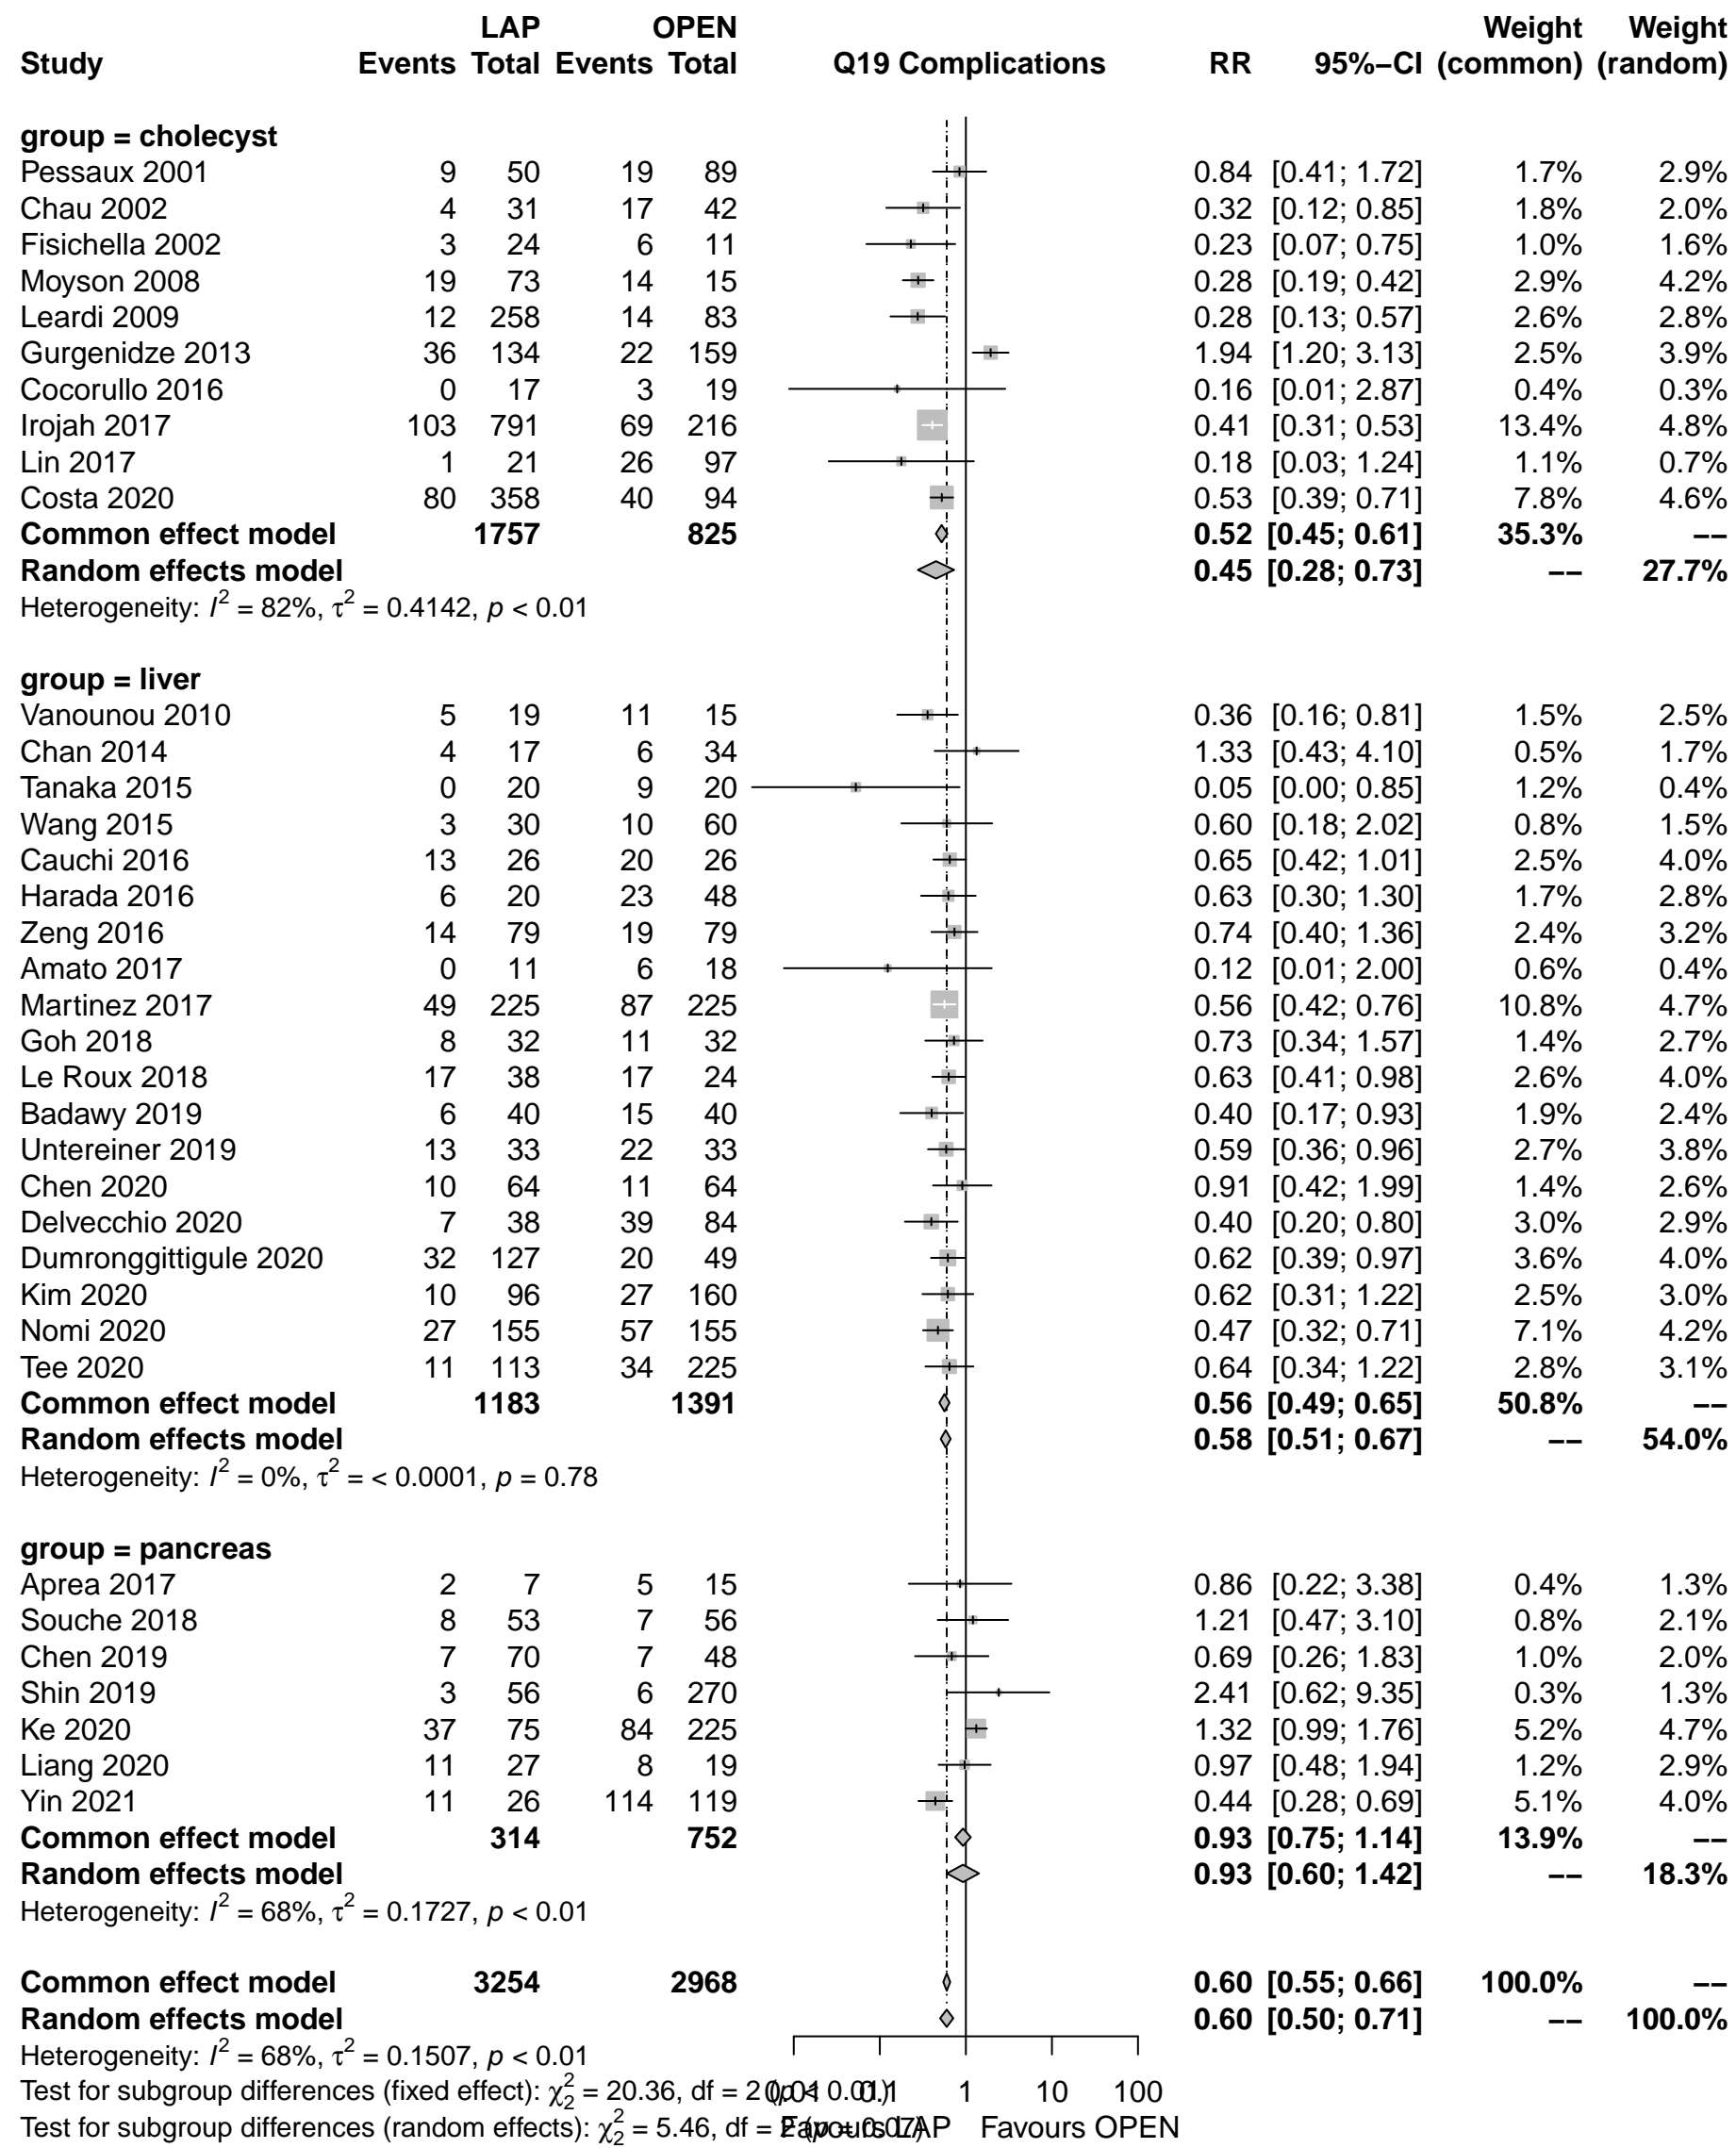 LAP OPEN Weight Weight
Study Events Total Events Total Q19 Complications RR 95%−CI (common) (random)
group = cholecyst
Pessaux 2001 9 50 19 89 0.84 [0.41; 1.72] 1.7% 2.9%
Chau 2002 4 31 17 42 0.32 [0.12; 0.85] 1.8% 2.0%
Fisichella 2002 3 24 6 11 0.23 [0.07; 0.75] 1.0% 1.6%
Moyson 2008 19 73 14 15 0.28 [0.19; 0.42] 2.9% 4.2%
Leardi 2009 12 258 14 83 0.28 [0.13; 0.57] 2.6% 2.8%
Gurgenidze 2013 36 134 22 159 1.94 [1.20; 3.13] 2.5% 3.9%
Cocorullo 2016 0 17 3 19 0.16 [0.01; 2.87] 0.4% 0.3%
Irojah 2017 103 791 69 216 0.41 [0.31; 0.53] 13.4% 4.8%
Lin 2017 1 21 26 97 0.18 [0.03; 1.24] 1.1% 0.7%
Costa 2020 80 358 40 94 0.53 [0.39; 0.71] 7.8% 4.6%
Common effect model 1757 825 0.52 [0.45; 0.61] 35.3% −−
Random effects model 0.45 [0.28; 0.73] −− 27.7%
Heterogeneity: I² = 82%, τ² = 0.4142, p < 0.01
group = liver
Vanounou 2010 5 19 11 15 0.36 [0.16; 0.81] 1.5% 2.5%
Chan 2014 4 17 6 34 1.33 [0.43; 4.10] 0.5% 1.7%
Tanaka 2015 0 20 9 20 0.05 [0.00; 0.85] 1.2% 0.4%
Wang 2015 3 30 10 60 0.60 [0.18; 2.02] 0.8% 1.5%
Cauchi 2016 13 26 20 26 0.65 [0.42; 1.01] 2.5% 4.0%
Harada 2016 6 20 23 48 0.63 [0.30; 1.30] 1.7% 2.8%
Zeng 2016 14 79 19 79 0.74 [0.40; 1.36] 2.4% 3.2%
Amato 2017 0 11 6 18 0.12 [0.01; 2.00] 0.6% 0.4%
Martinez 2017 49 225 87 225 0.56 [0.42; 0.76] 10.8% 4.7%
Goh 2018 8 32 11 32 0.73 [0.34; 1.57] 1.4% 2.7%
Le Roux 2018 17 38 17 24 0.63 [0.41; 0.98] 2.6% 4.0%
Badawy 2019 6 40 15 40 0.40 [0.17; 0.93] 1.9% 2.4%
Untereiner 2019 13 33 22 33 0.59 [0.36; 0.96] 2.7% 3.8%
Chen 2020 10 64 11 64 0.91 [0.42; 1.99] 1.4% 2.6%
Delvecchio 2020 7 38 39 84 0.40 [0.20; 0.80] 3.0% 2.9%
Dumronggittigule 2020 32 127 20 49 0.62 [0.39; 0.97] 3.6% 4.0%
Kim 2020 10 96 27 160 0.62 [0.31; 1.22] 2.5% 3.0%
Nomi 2020 27 155 57 155 0.47 [0.32; 0.71] 7.1% 4.2%
Tee 2020 11 113 34 225 0.64 [0.34; 1.22] 2.8% 3.1%
Common effect model 1183 1391 0.56 [0.49; 0.65] 50.8% −−
Random effects model 0.58 [0.51; 0.67] −− 54.0%
Heterogeneity: I² = 0%, τ² = < 0.0001, p = 0.78
group = pancreas
Aprea 2017 2 7 5 15 0.86 [0.22; 3.38] 0.4% 1.3%
Souche 2018 8 53 7 56 1.21 [0.47; 3.10] 0.8% 2.1%
Chen 2019 7 70 7 48 0.69 [0.26; 1.83] 1.0% 2.0%
Shin 2019 3 56 6 270 2.41 [0.62; 9.35] 0.3% 1.3%
Ke 2020 37 75 84 225 1.32 [0.99; 1.76] 5.2% 4.7%
Liang 2020 11 27 8 19 0.97 [0.48; 1.94] 1.2% 2.9%
Yin 2021 11 26 114 119 0.44 [0.28; 0.69] 5.1% 4.0%
Common effect model 314 752 0.93 [0.75; 1.14] 13.9% −−
Random effects model 0.93 [0.60; 1.42] −− 18.3%
Heterogeneity: I² = 68%, τ² = 0.1727, p < 0.01
Common effect model 3254 2968 0.60 [0.55; 0.66] 100.0% −−
Random effects model 0.60 [0.50; 0.71] −− 100.0%
Heterogeneity: I² = 68%, τ² = 0.1507, p < 0.01
Test for subgroup differences (fixed effect): χ²₂ = 20.36, df = 2 (p < 0.01) 0.01 0.1 1 10 100
Test for subgroup differences (random effects): χ²₂ = 5.46, df = 2 (p = 0.07) Favours LAP Favours OPEN